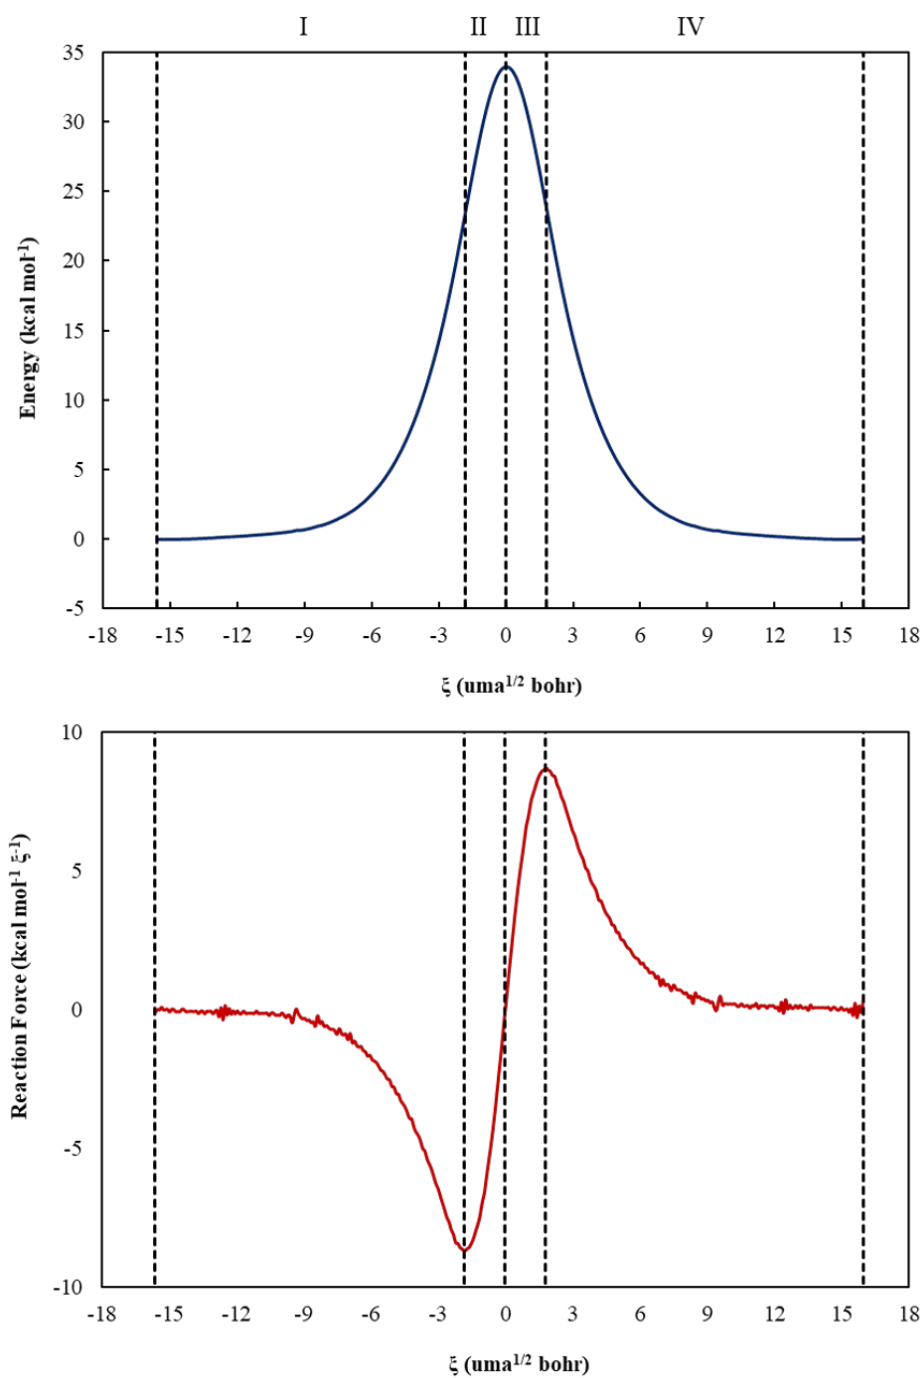 I II III IV
35
30
25
20
15
10
5
0
-5
Energy (kcal mol-1)
-18 -15 -12 -9 -6 -3 0 3 6 9 12 15 18
ξ (uma1/2 bohr)
10
5
0
-5
-10
Reaction Force (kcal mol-1 ξ-1)
-18 -15 -12 -9 -6 -3 0 3 6 9 12 15 18
ξ (uma1/2 bohr)